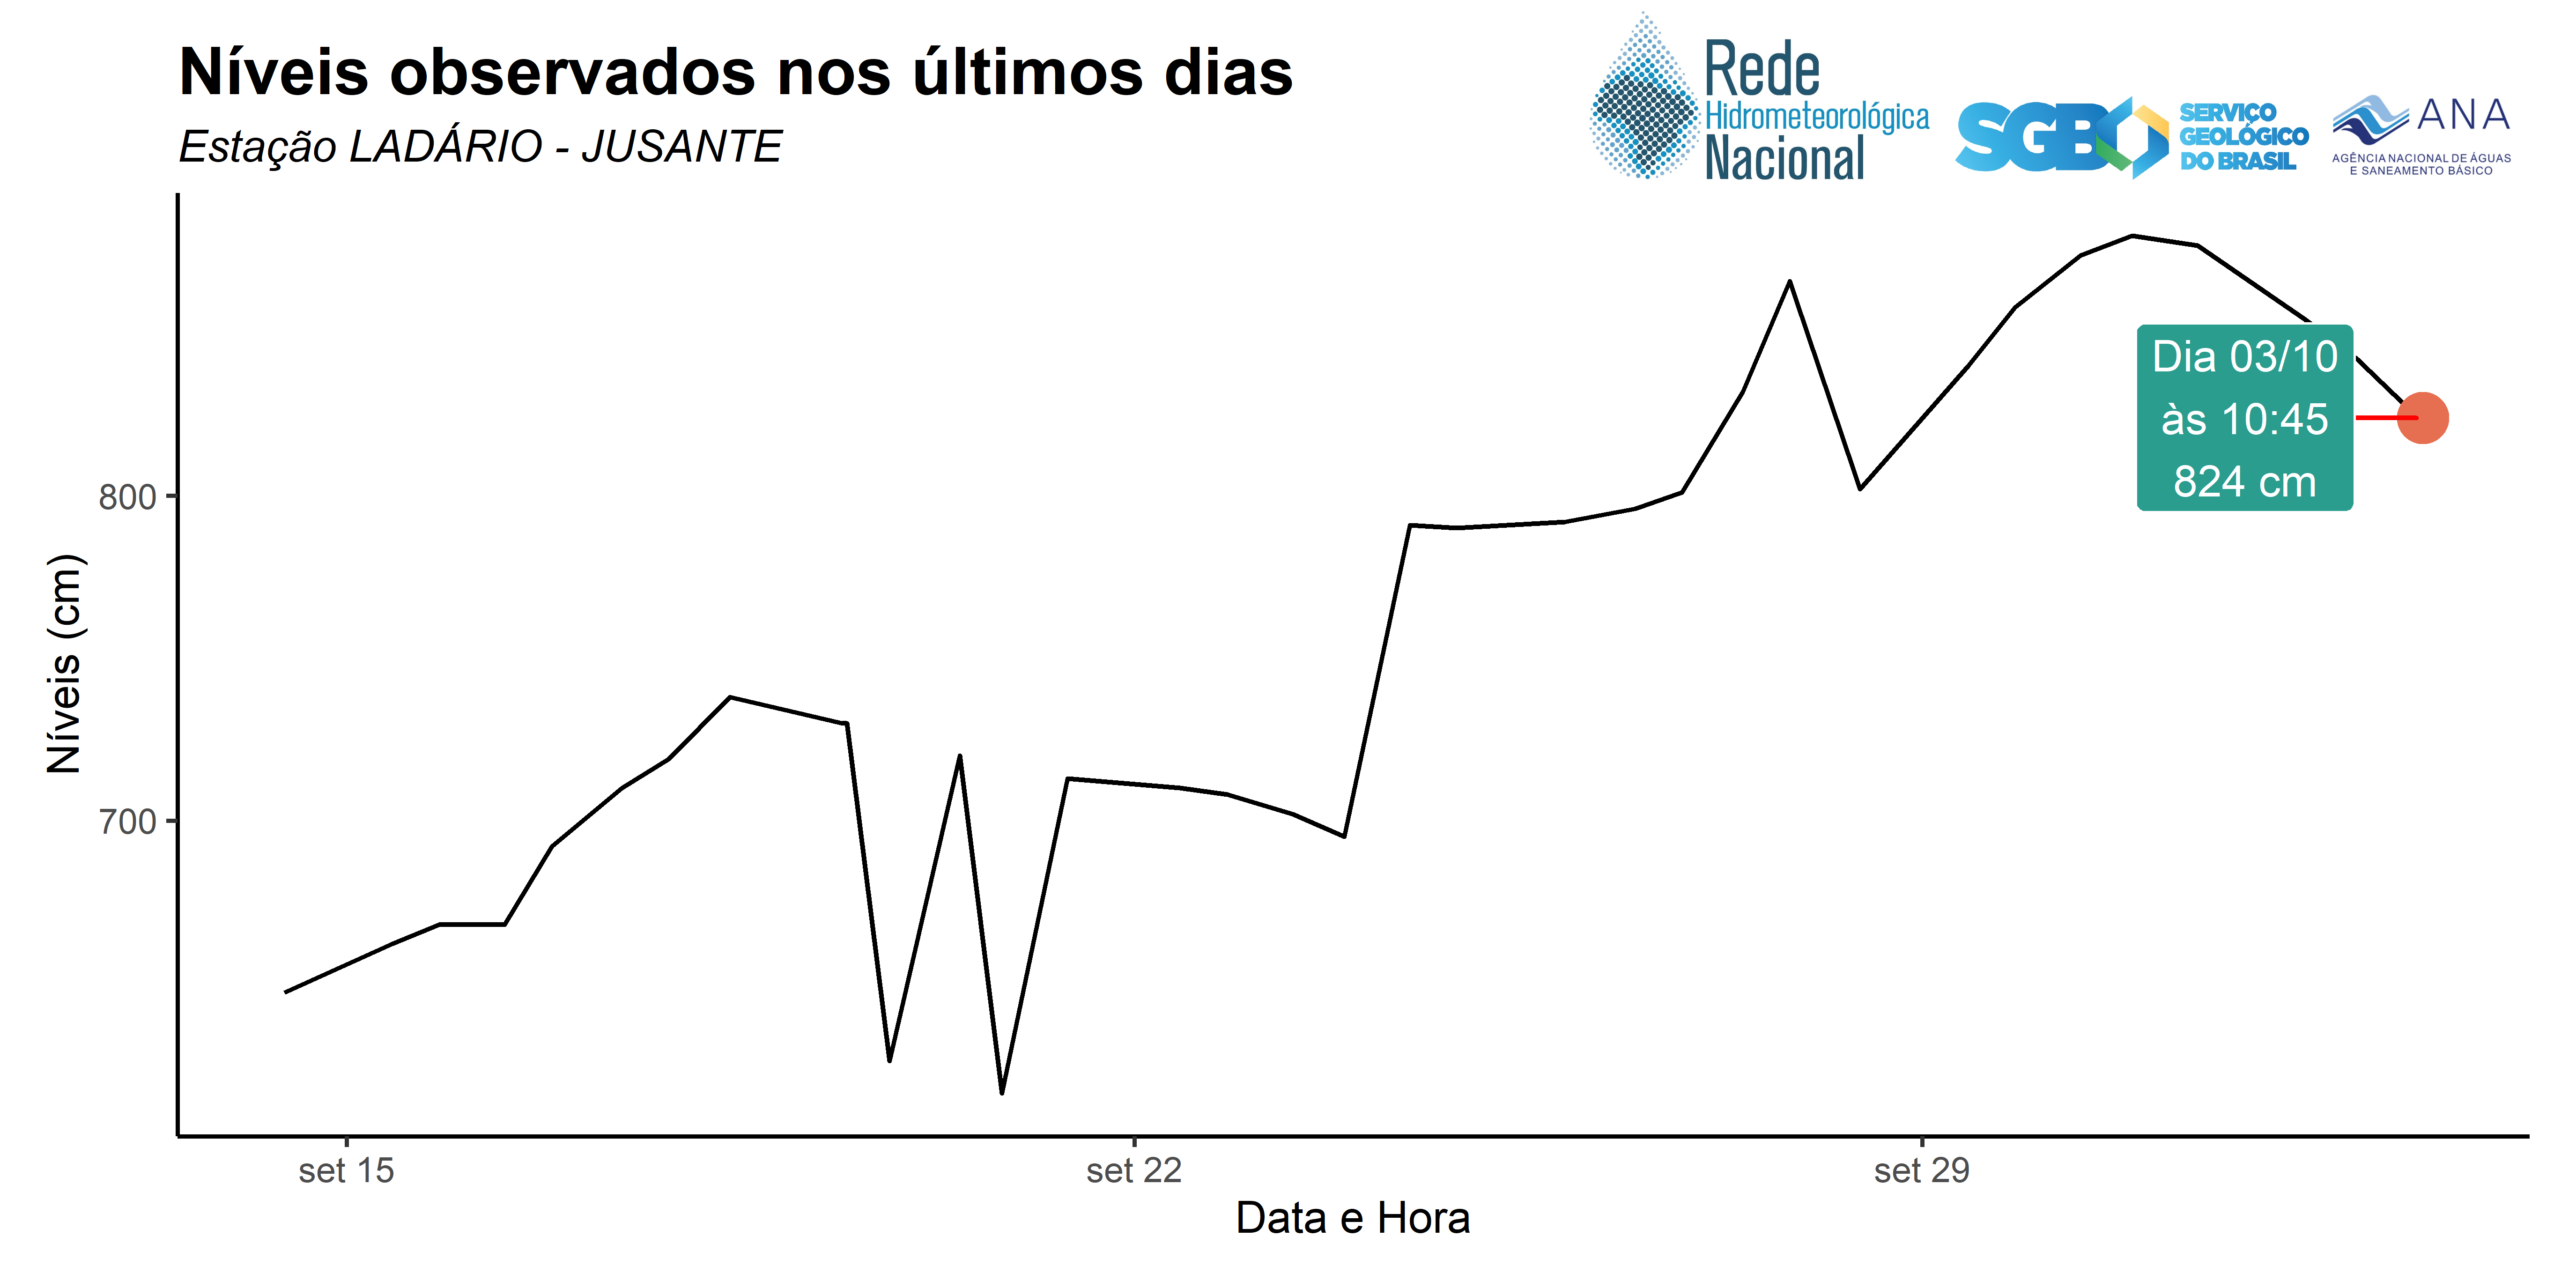 Níveis observados nos últimos dias
Estação LADÁRIO - JUSANTE
Rede
Hidrometeorológica
Nacional
SGB
SERVIÇO
GEOLÓGICO
DO BRASIL
ANA
AGÊNCIA NACIONAL DE ÁGUAS
E SANEAMENTO BÁSICO
Dia 03/10
às 10:45
824 cm
800
700
Níveis (cm)
set 15
set 22
set 29
Data e Hora